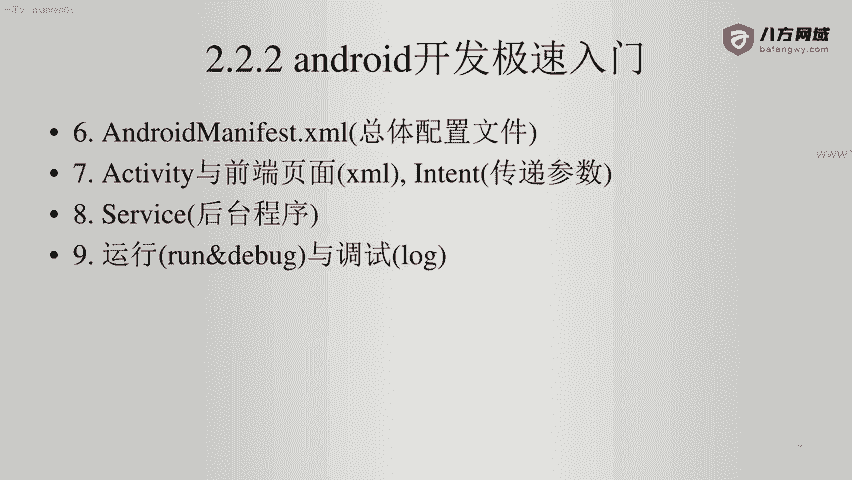 八方网域
bafangwy.com
2.2.2 android开发极速入门
• 6. AndroidManifest.xml(总体配置文件)
• 7. Activity与前端页面(xml), Intent(传递参数)
• 8. Service(后台程序)
• 9. 运行(run&debug)与调试(log)